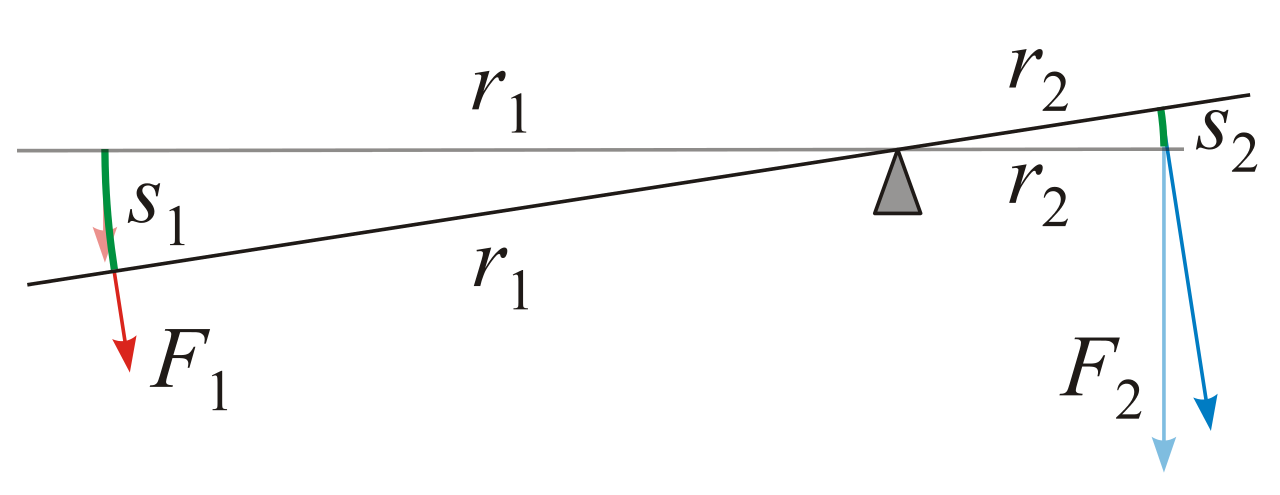 r₁
r₂
s₁
s₂
r₂
r₁
F₁
F₂